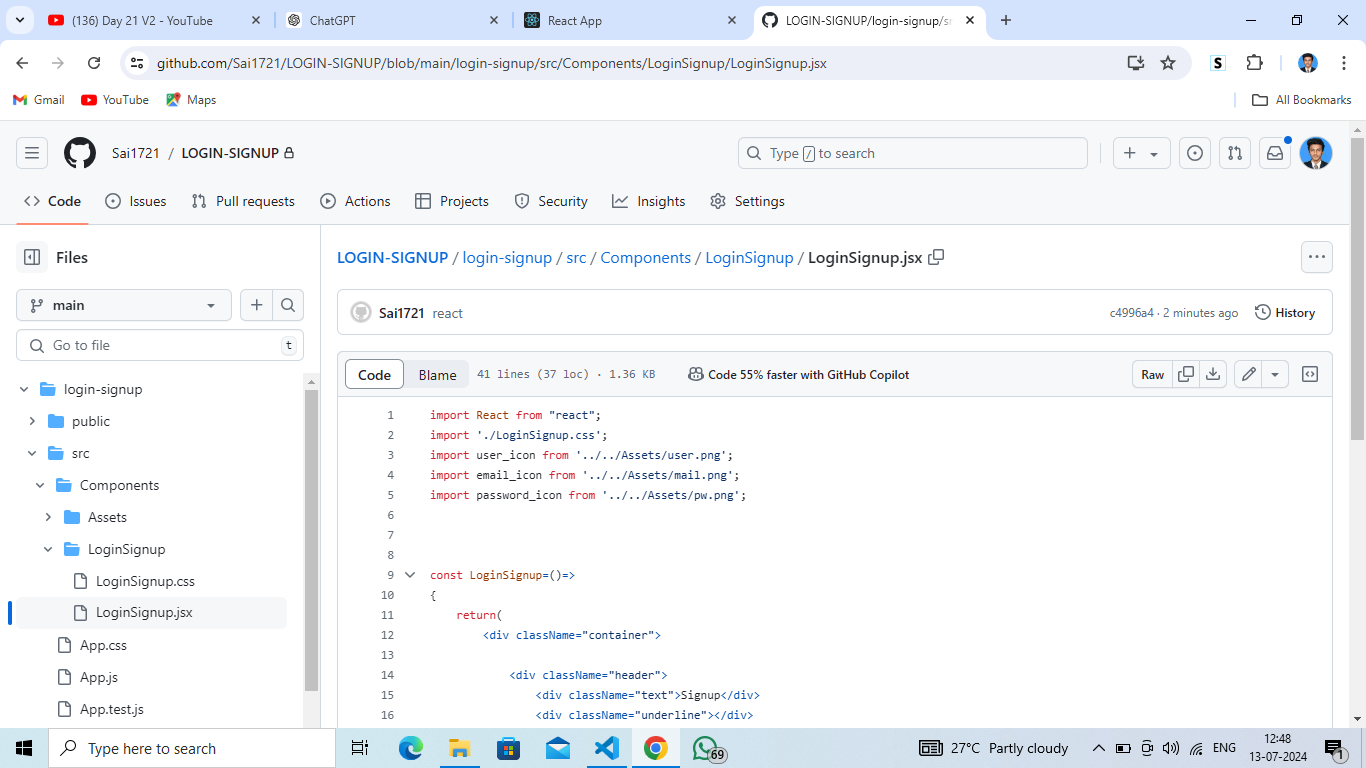 (136) Day 21 V2 - YouTube
ChatGPT
React App
LOGIN-SIGNUP/login-signup/sr
github.com/Sai1721/LOGIN-SIGNUP/blob/main/login-signup/src/Components/LoginSignup/LoginSignup.jsx
S
Gmail YouTube Maps All Bookmarks
Sai1721 / LOGIN-SIGNUP
Type / to search
Code Issues Pull requests Actions Projects Security Insights Settings
Files
LOGIN-SIGNUP / login-signup / src / Components / LoginSignup / LoginSignup.jsx
main
Go to file t
login-signup
public
src
Components
Assets
LoginSignup
LoginSignup.css
LoginSignup.jsx
App.css
App.js
App.test.js
Sai1721 react
c4996a4 · 2 minutes ago History
Code Blame 41 lines (37 loc) · 1.36 KB Code 55% faster with GitHub Copilot Raw
1 import React from "react";
2 import './LoginSignup.css';
3 import user_icon from '../../Assets/user.png';
4 import email_icon from '../../Assets/mail.png';
5 import password_icon from '../../Assets/pw.png';
6
7
8
9 const LoginSignup=()=>
10 {
11 return(
12 <div className="container">
13
14 <div className="header">
15 <div className="text">Signup</div>
16 <div className="underline"></div>
Type here to search
69
27°C Partly cloudy
ENG
12:48
13-07-2024
1